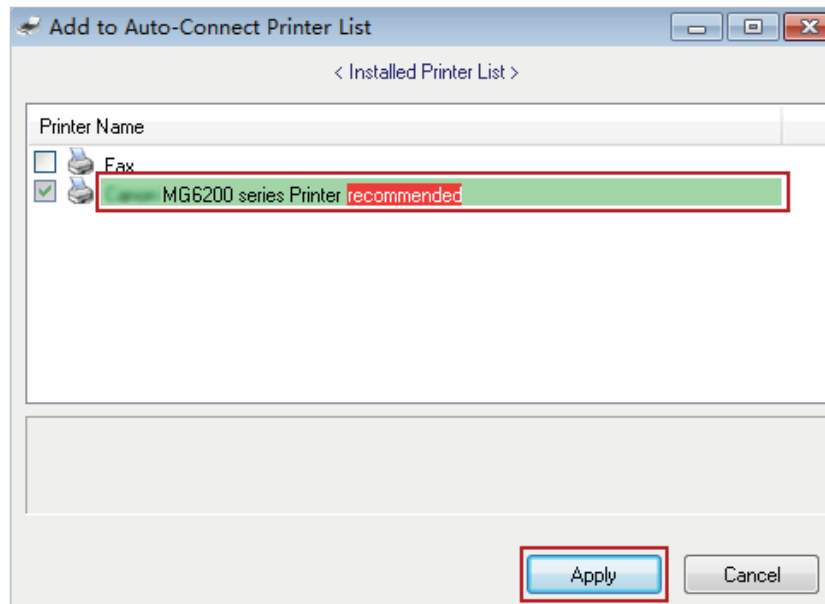 Add to Auto-Connect Printer List
< Installed Printer List >
Printer Name
Fax
MG6200 series Printer recommended
Apply
Cancel